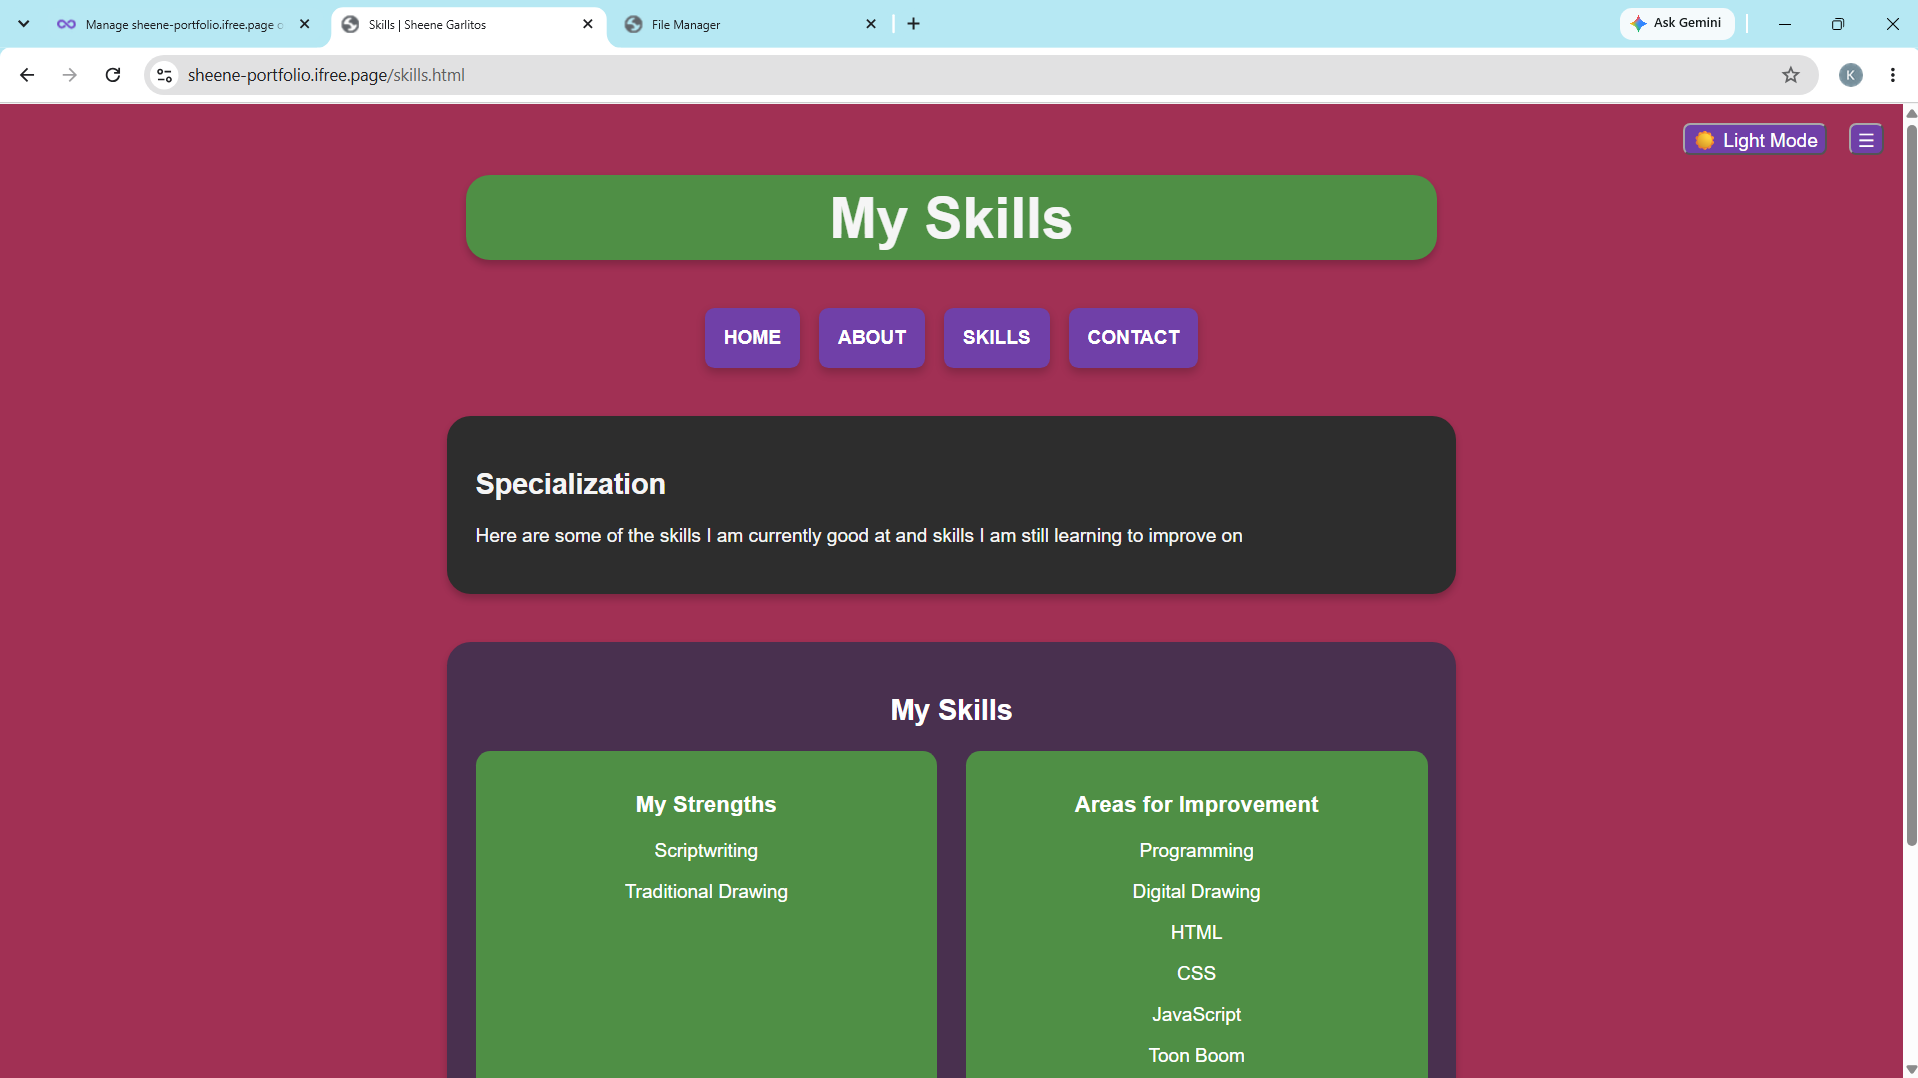 Manage sheene-portfolio.ifree.page o
Skills | Sheene Garlitos
File Manager
Ask Gemini
sheene-portfolio.ifree.page/skills.html
K
Light Mode
My Skills
HOME
ABOUT
SKILLS
CONTACT
Specialization
Here are some of the skills I am currently good at and skills I am still learning to improve on
My Skills
My Strengths
Scriptwriting
Traditional Drawing
Areas for Improvement
Programming
Digital Drawing
HTML
CSS
JavaScript
Toon Boom